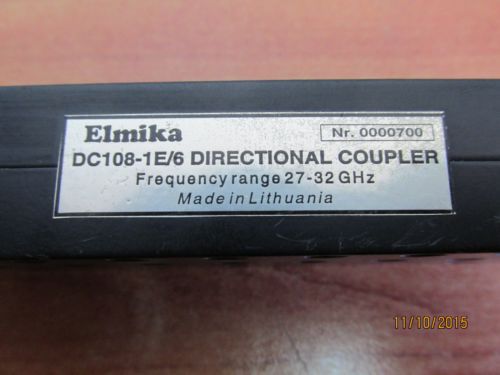 Elmika
Nr. 0000700
DC108-1E/6 DIRECTIONAL COUPLER
Frequency range 27-32 GHz
Made in Lithuania
11/10/2015